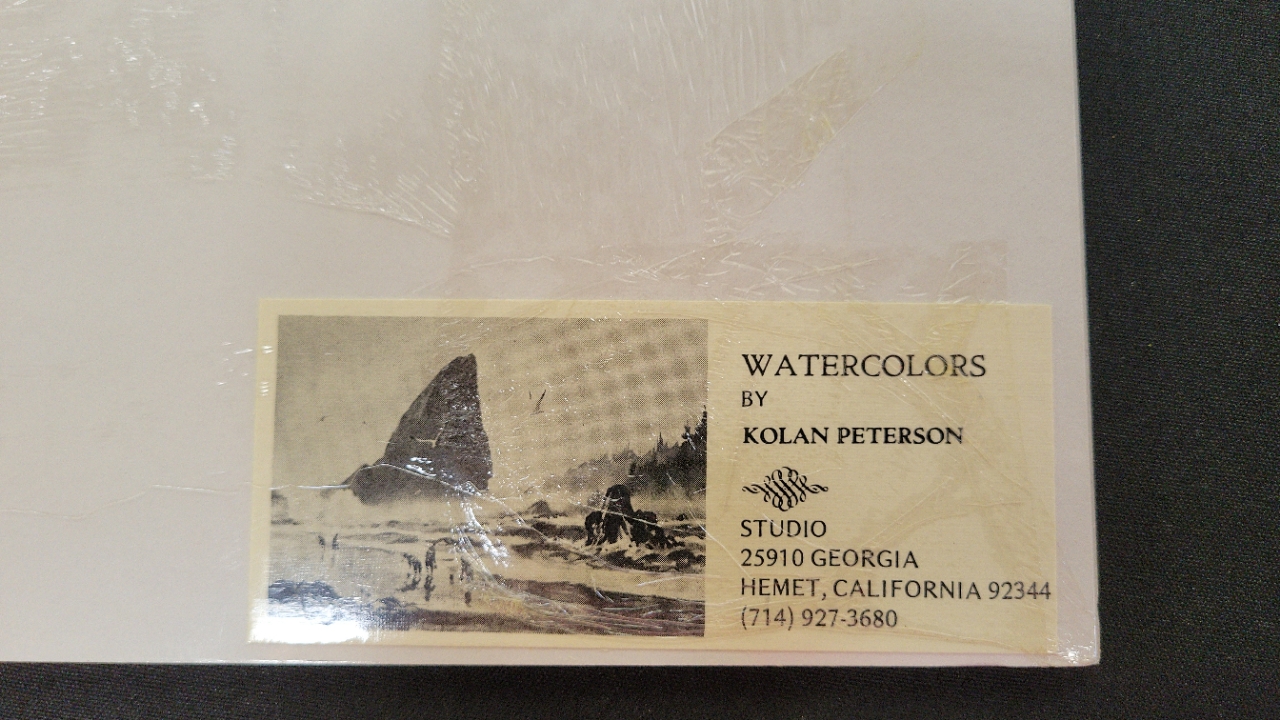 WATERCOLORS
BY
KOLAN PETERSON
STUDIO
25910 GEORGIA
HEMET, CALIFORNIA 92344
(714) 927-3680